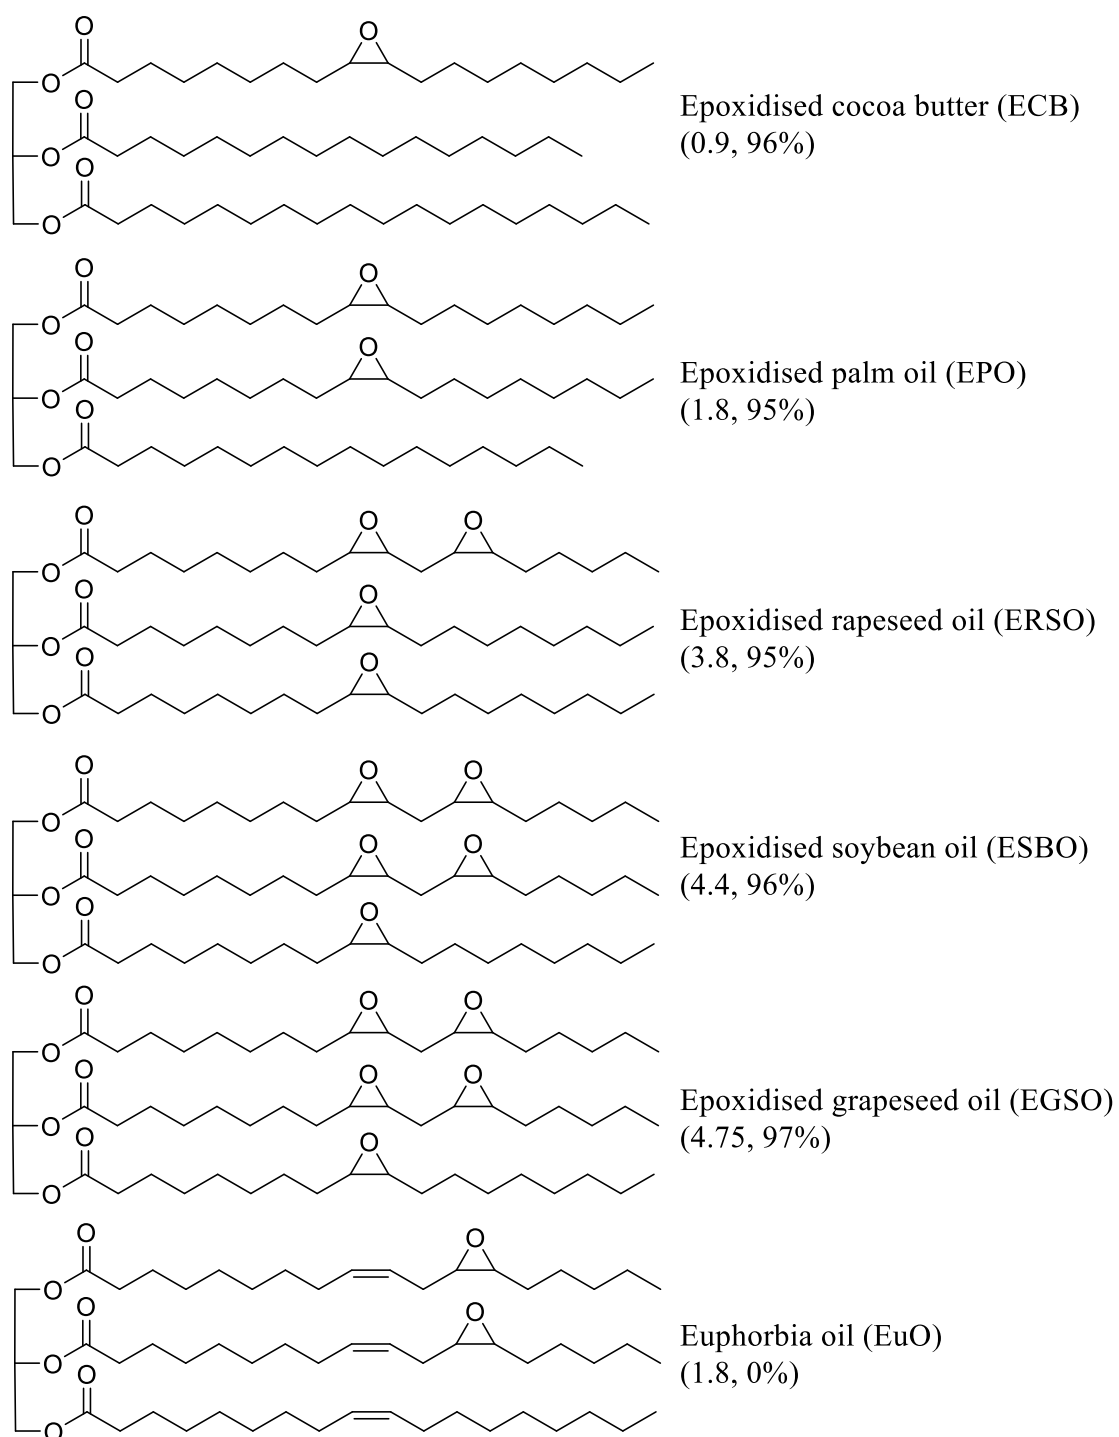 O O
O
O
O
O
O
Epoxidised cocoa butter (ECB)
(0.9, 96%)
O O
O
O O
O
O
O
Epoxidised palm oil (EPO)
(1.8, 95%)
O O O
O
O O
O
O O
O
Epoxidised rapeseed oil (ERSO)
(3.8, 95%)
O O O
O
O O O
O
O O
O
Epoxidised soybean oil (ESBO)
(4.4, 96%)
O O O
O
O O O
O
O O
O
Epoxidised grapeseed oil (EGSO)
(4.75, 97%)
O O
O
O O
O
O
O
Euphorbia oil (EuO)
(1.8, 0%)